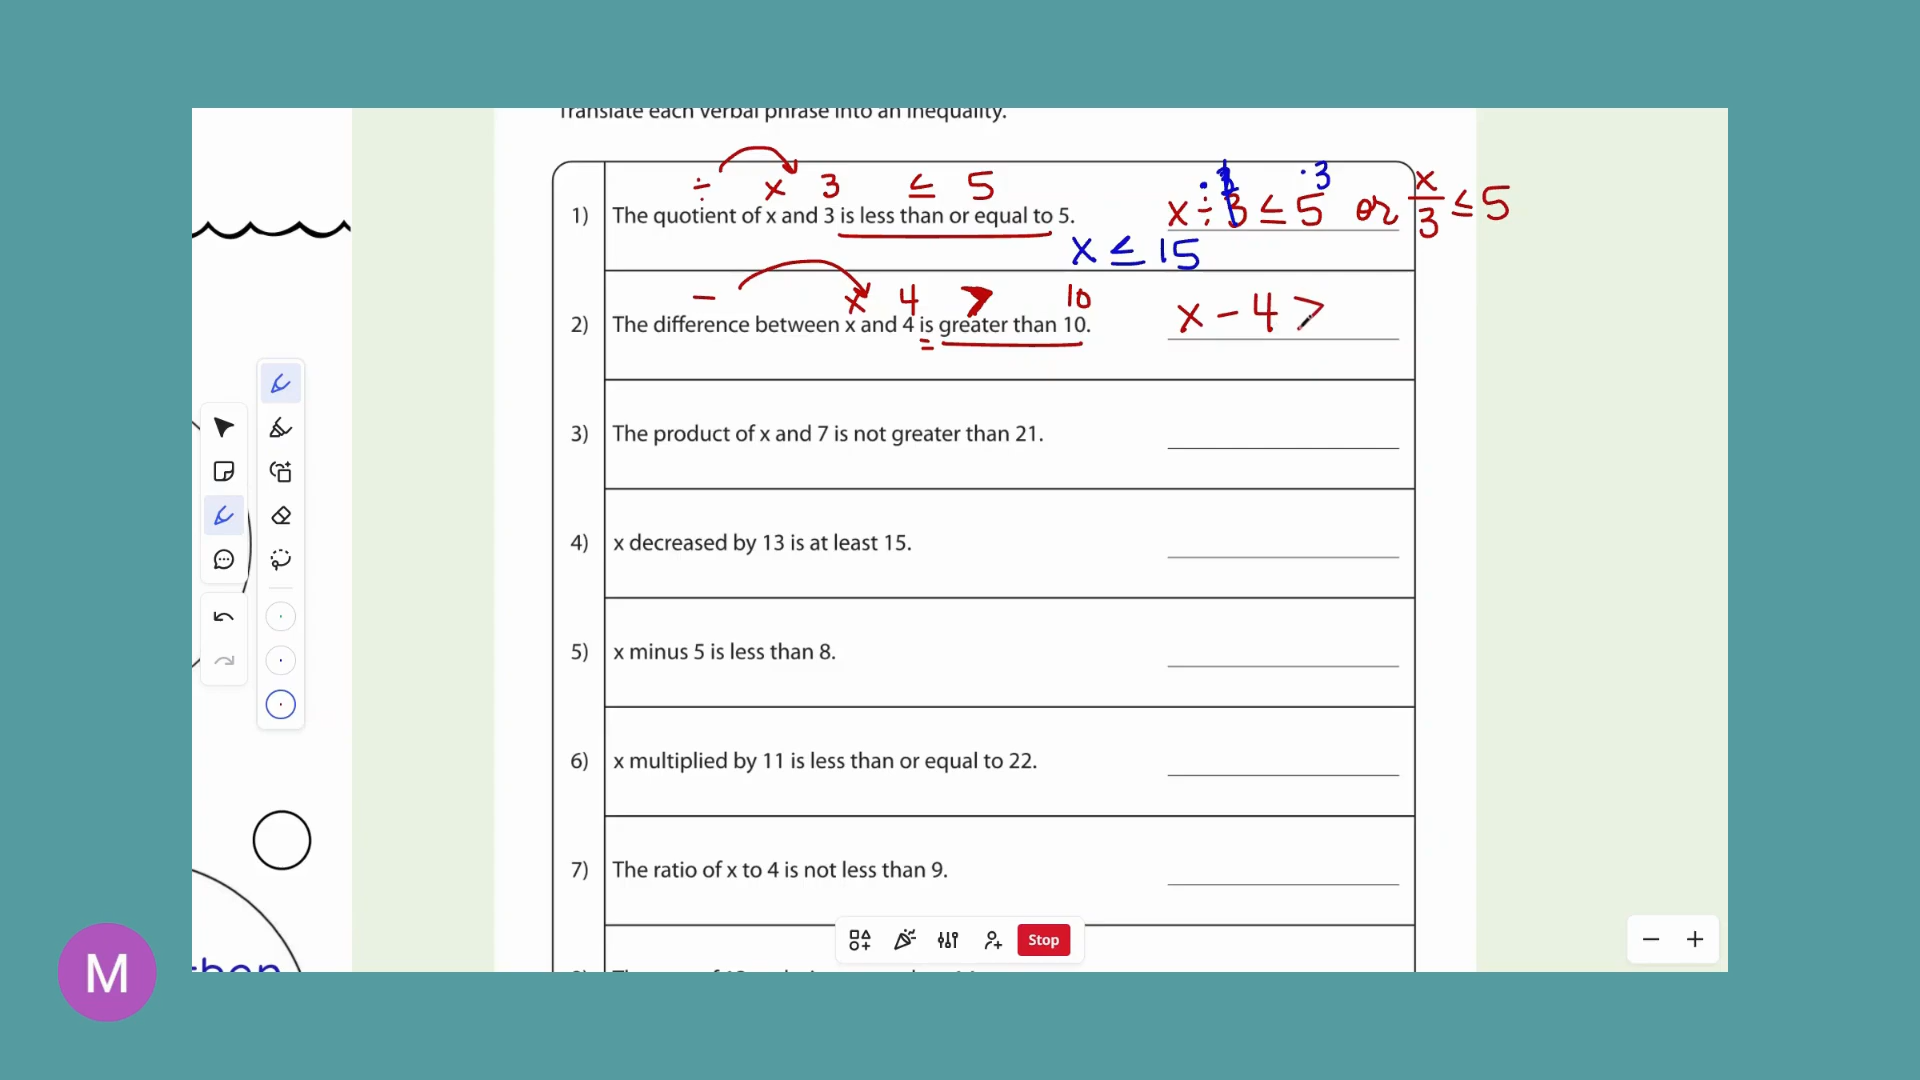 Translate each verbal phrase into an inequality.
÷ x 3 ≤ 5
1) The quotient of x and 3 is less than or equal to 5.
x ÷ 3 ≤ 5 or x/3 ≤ 5
· 3 · 3
x ≤ 15
− x 4 > 10
2) The difference between x and 4 is greater than 10.
=
x − 4 >
3) The product of x and 7 is not greater than 21.
4) x decreased by 13 is at least 15.
5) x minus 5 is less than 8.
6) x multiplied by 11 is less than or equal to 22.
7) The ratio of x to 4 is not less than 9.
Stop
M